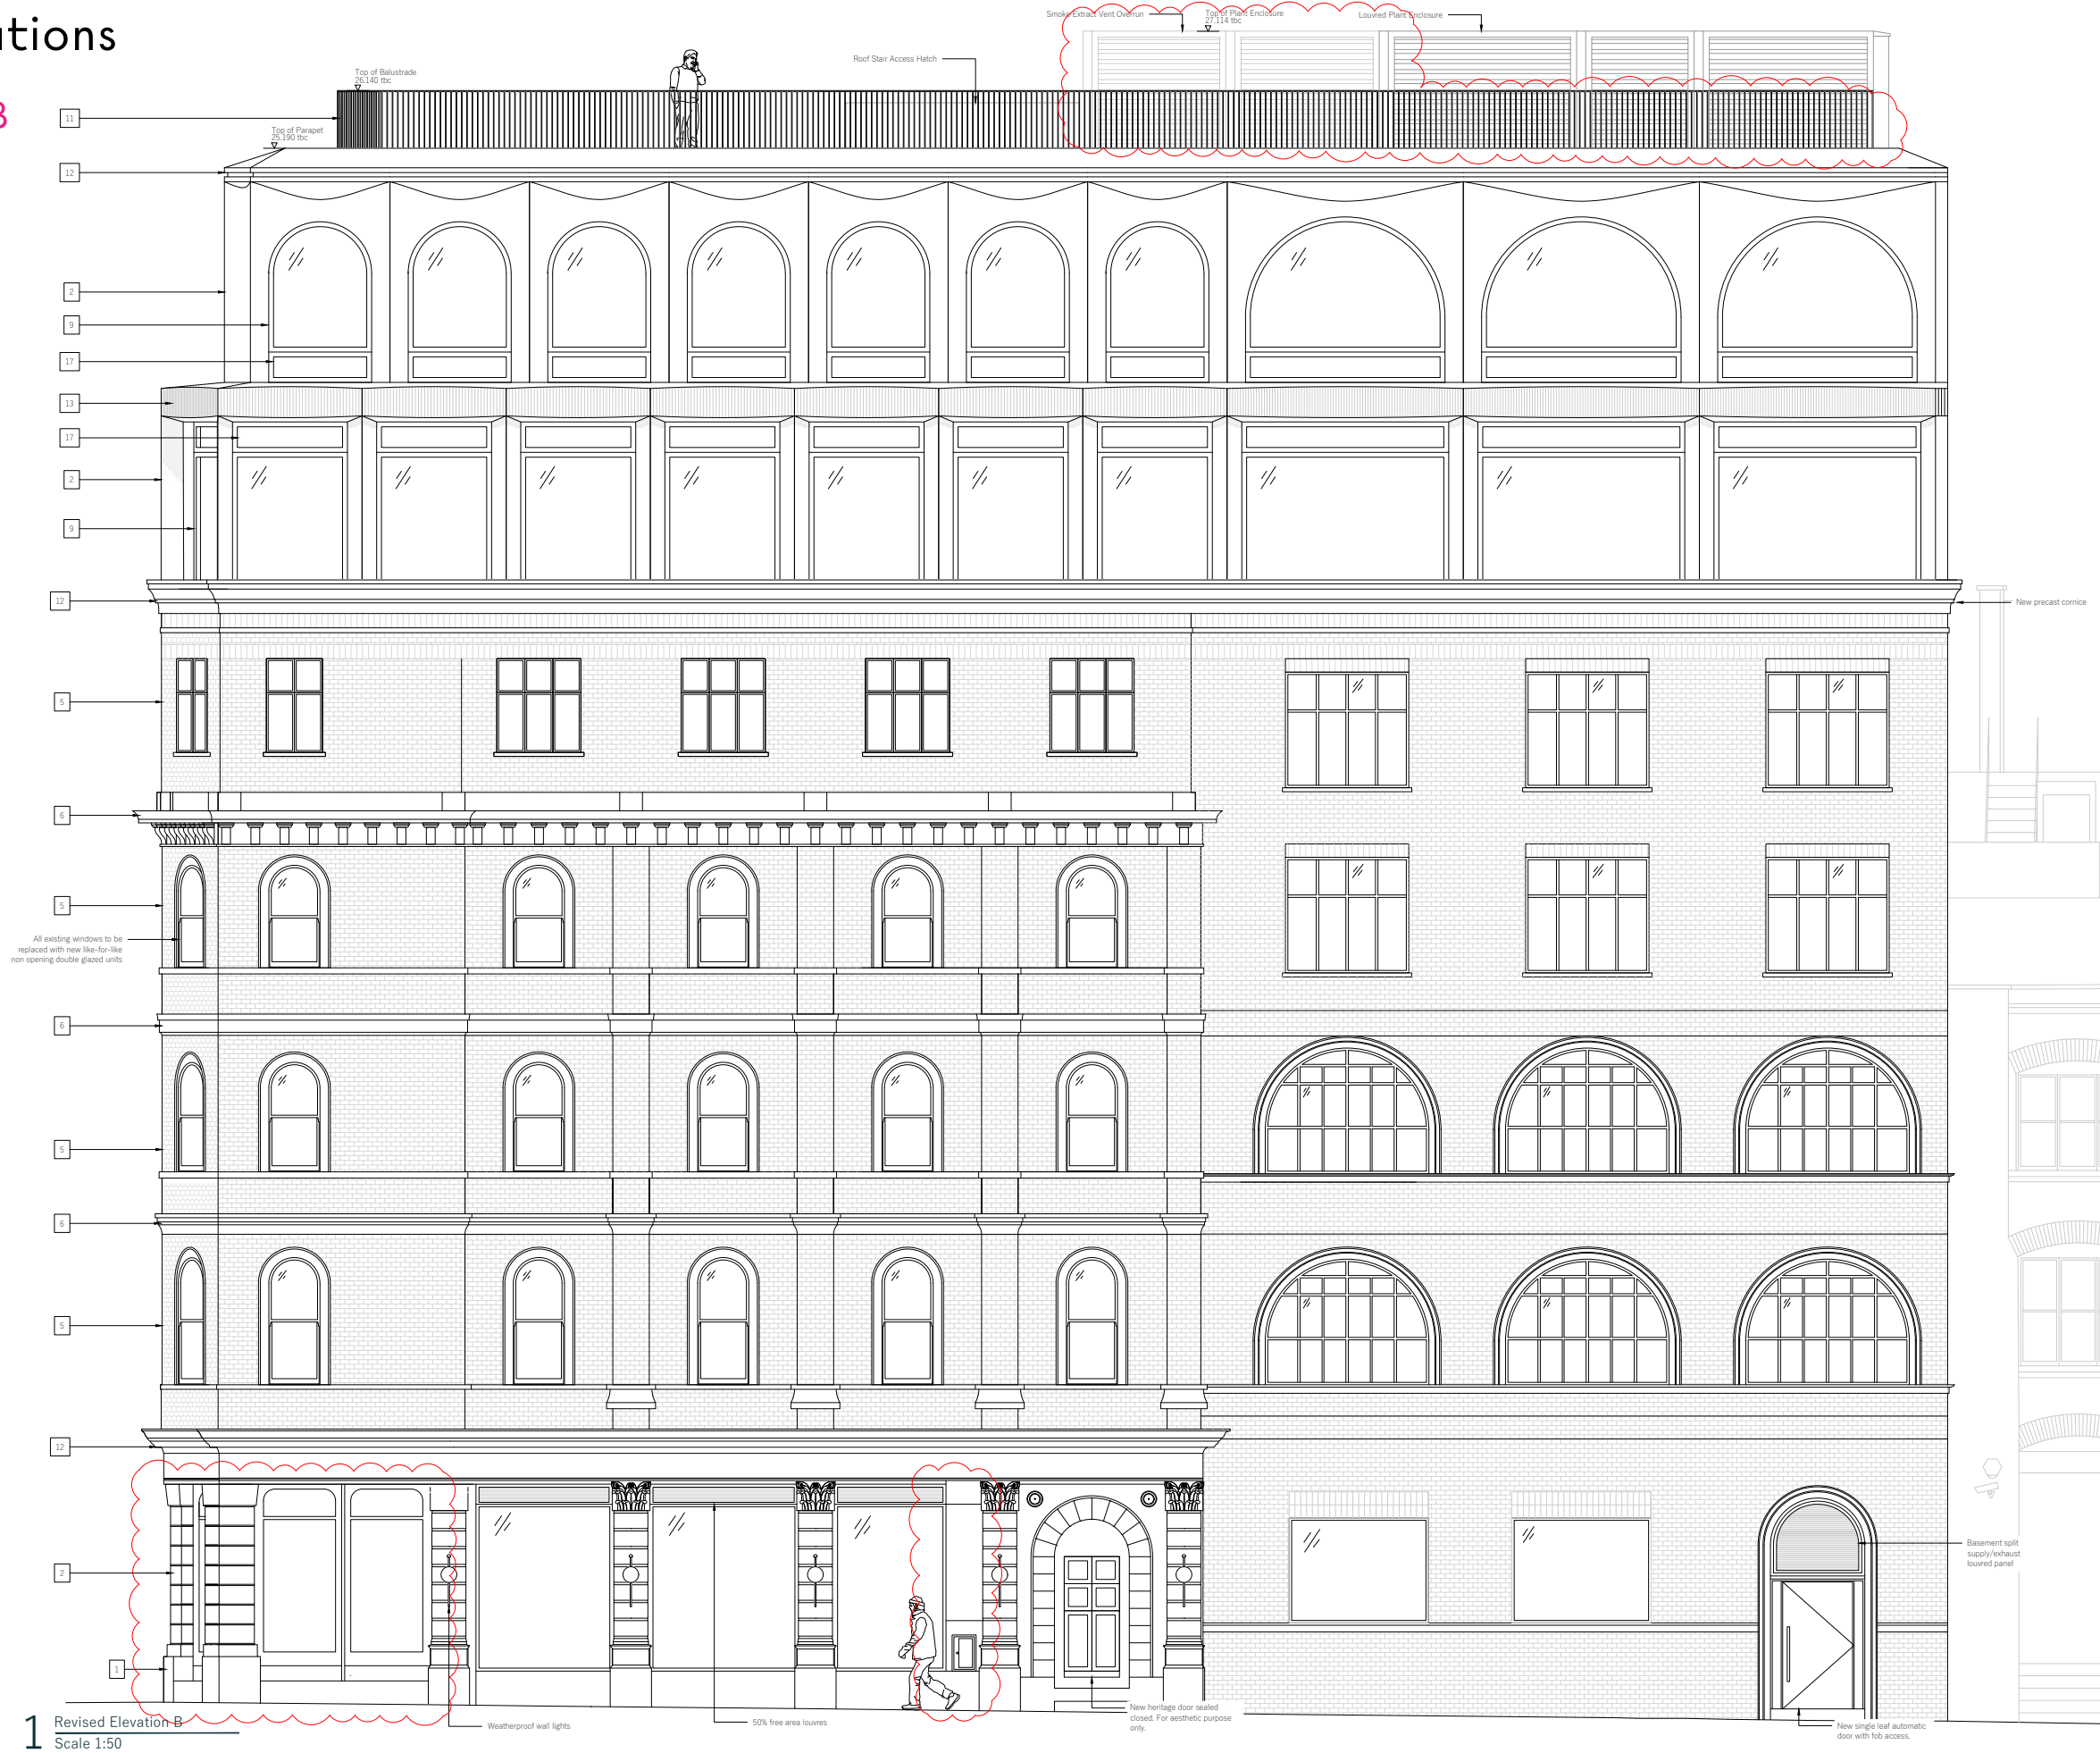 ations
Smoke Extract Vent Overrun
Top of Plant Enclosure
27.114 tbc
Louvred Plant Enclosure
Roof Stair Access Hatch
Top of Balustrade
26.140 tbc
11
Top of Parapet
25.190 tbc
12
2
9
17
13
17
2
9
12
New precast cornice
5
6
5
All existing windows to be
replaced with new like-for-like
non opening double glazed units
6
5
6
5
12
2
Basement split
supply/exhaust
louvred panel
1
New heritage door sealed
closed. For aesthetic purpose
only.
Weatherproof wall lights
50% free area louvres
New single leaf automatic
door with fob access.
1 Revised Elevation B
Scale 1:50